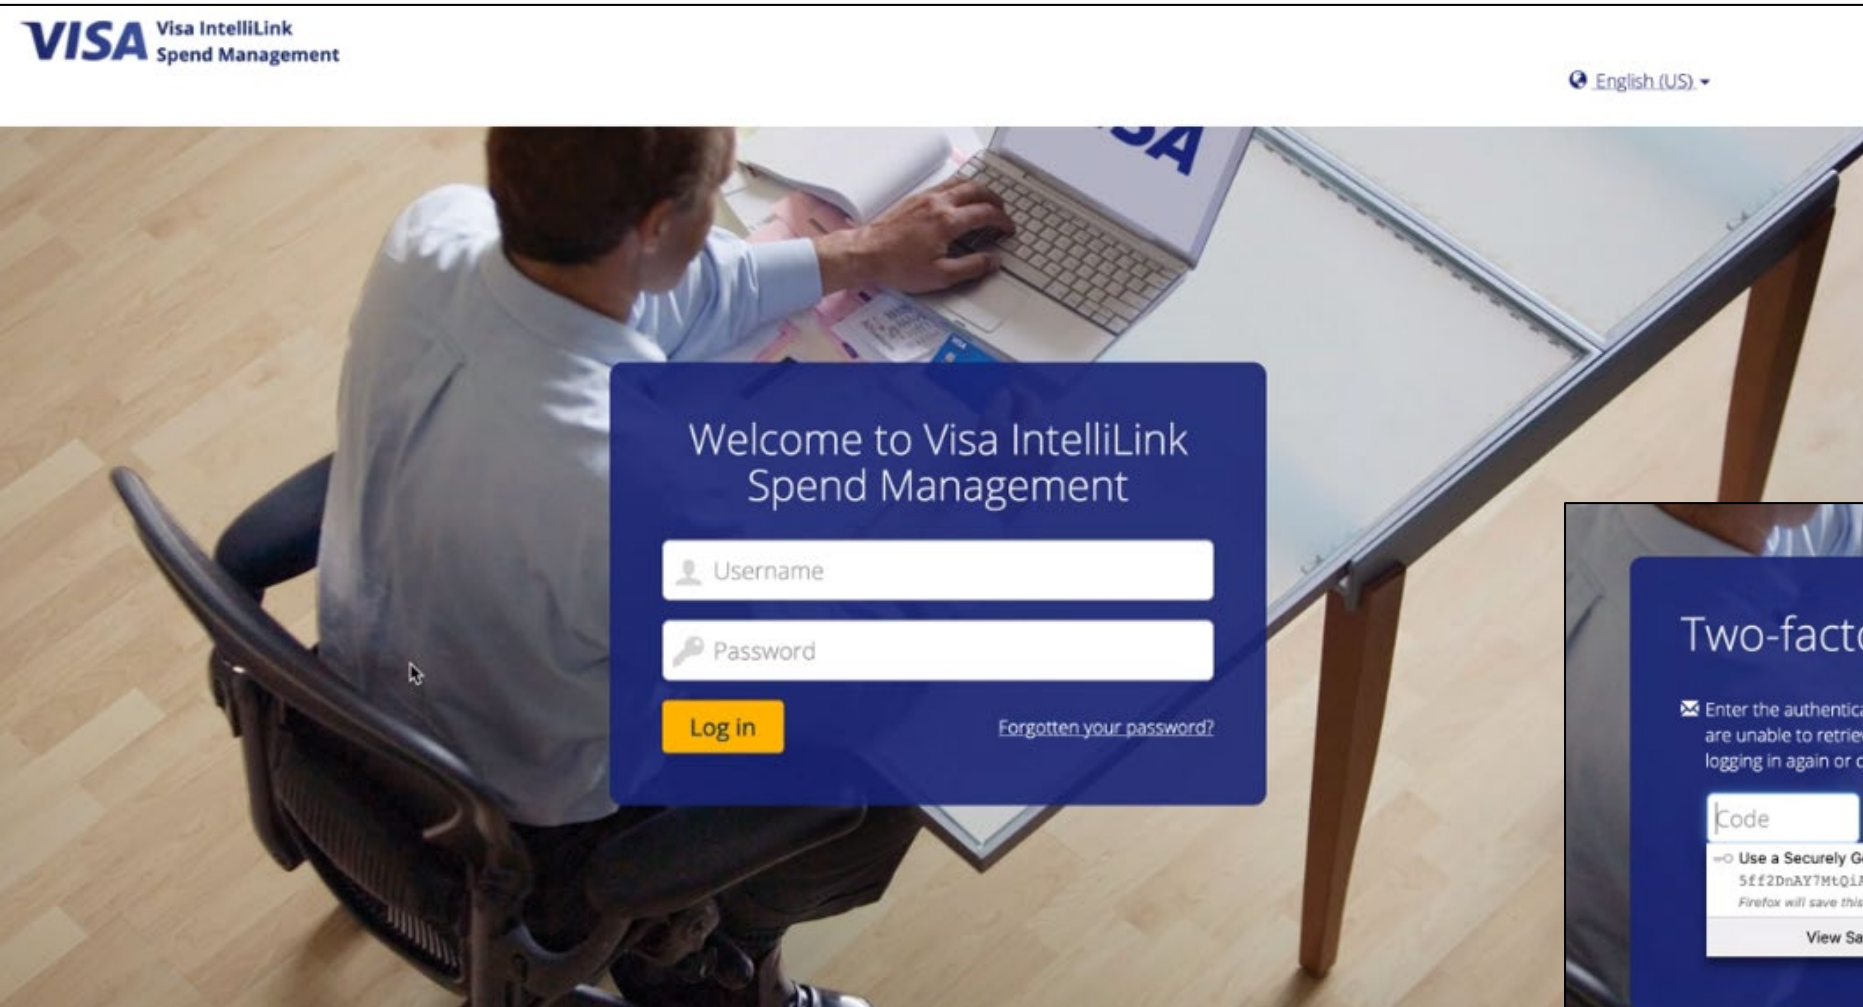 VISA
Visa IntelliLink
Spend Management
English (US)
VISA
Welcome to Visa IntelliLink
Spend Management
Username
Password
Log in
Forgotten your password?
Two-facto
Enter the authentica
are unable to retrie
logging in again or c
Code
Use a Securely G
5ff2DnAY7MtQiA
Firefox will save this
View Sa